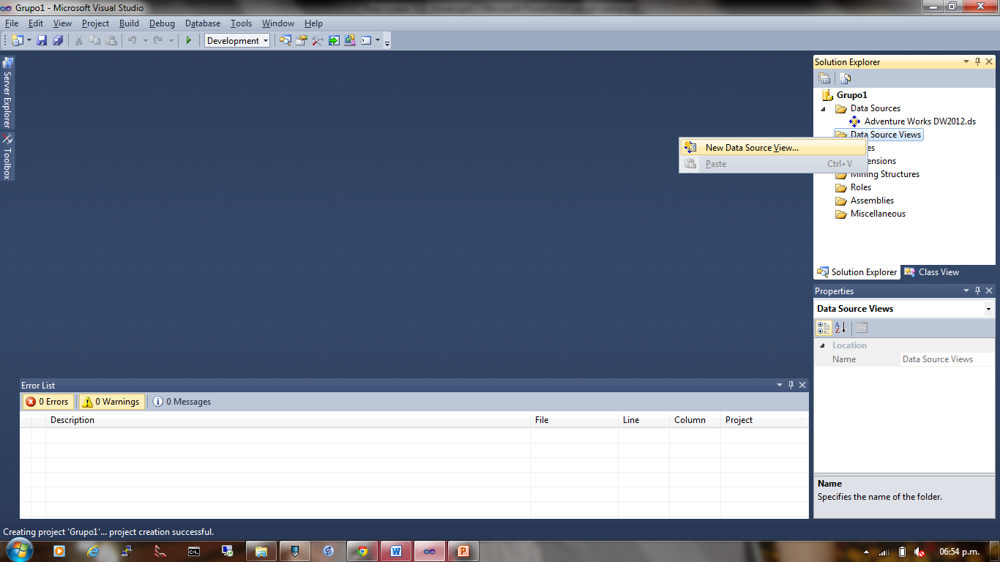 Grupo1 - Microsoft Visual Studio
File Edit View Project Build Debug Database Tools Window Help
Development
Server Explorer
Toolbox
Solution Explorer
Grupo1
Data Sources
Adventure Works DW2012.ds
Data Source Views
New Data Source View...
Paste Ctrl+V
Mining Structures
Roles
Assemblies
Miscellaneous
Solution Explorer Class View
Properties
Data Source Views
Location
Name Data Source Views
Name
Specifies the name of the folder.
Error List
0 Errors 0 Warnings 0 Messages
Description File Line Column Project
Creating project 'Grupo1'... project creation successful.
06:54 p.m.